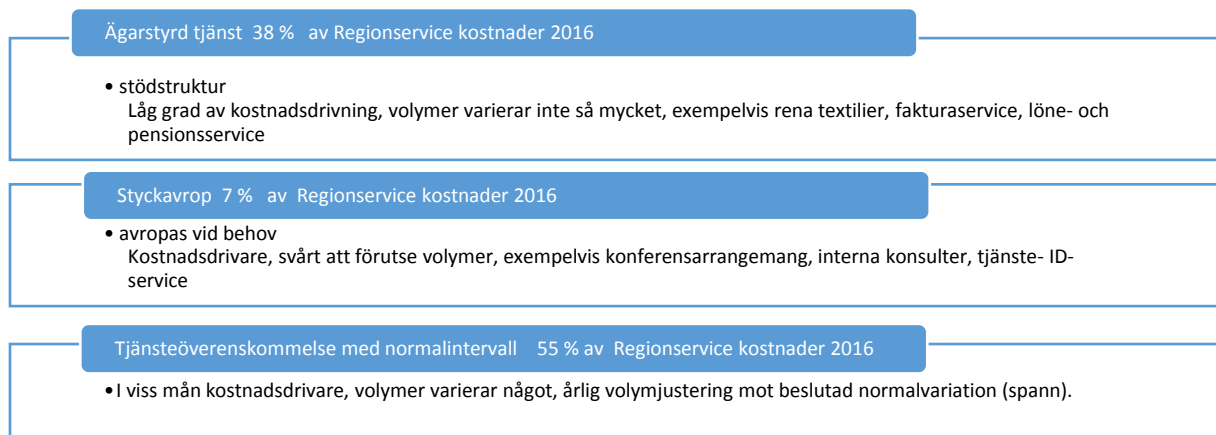 Ägarstyrd tjänst 38 % av Regionservice kostnader 2016
• stödstruktur
Låg grad av kostnadsdrivning, volymer varierar inte så mycket, exempelvis rena textilier, fakturaservice, löne- och
pensionsservice
Styckavrop 7 % av Regionservice kostnader 2016
• avropas vid behov
Kostnadsdrivare, svårt att förutse volymer, exempelvis konferensarrangemang, interna konsulter, tjänste- ID-
service
Tjänsteöverenskommelse med normalintervall 55 % av Regionservice kostnader 2016
• I viss mån kostnadsdrivare, volymer varierar något, årlig volymjustering mot beslutad normalvariation (spann).